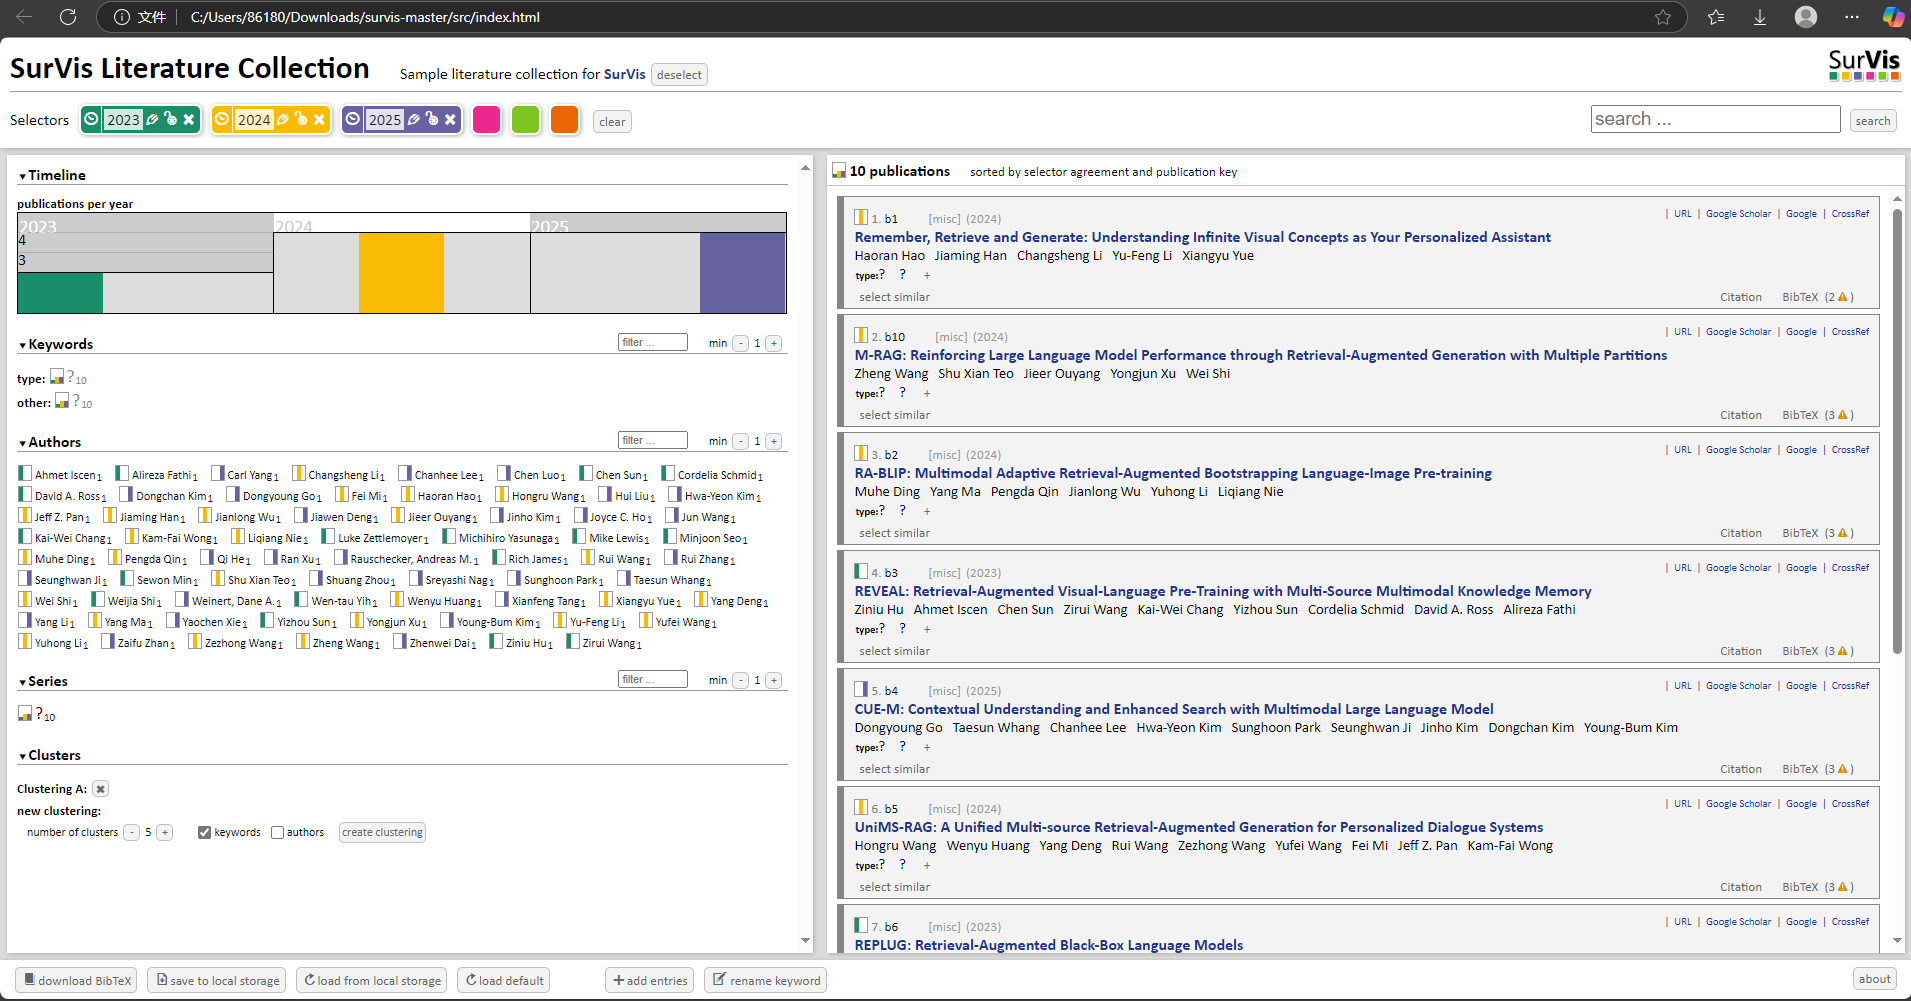 文件 C:/Users/86180/Downloads/survis-master/src/index.html
SurVis Literature Collection Sample literature collection for SurVis deselect
SurVis
Selectors 2023 2024 2025 clear search ... search
Timeline
publications per year
2023 2024 2025
4
3
Keywords filter ... min - 1 +
type: ?10
other: ?10
Authors filter ... min - 1 +
Ahmet Iscen1 Alireza Fathi1 Carl Yang1 Changsheng Li1 Chanhee Lee1 Chen Luo1 Chen Sun1 Cordelia Schmid1
David A. Ross1 Dongchan Kim1 Dongyoung Go1 Fei Mi1 Haoran Hao1 Hongru Wang1 Hui Liu1 Hwa-Yeon Kim1
Jeff Z. Pan1 Jiaming Han1 Jianlong Wu1 Jiawen Deng1 Jieer Ouyang1 Jinho Kim1 Joyce C. Ho1 Jun Wang1
Kai-Wei Chang1 Kam-Fai Wong1 Liqiang Nie1 Luke Zettlemoyer1 Michihiro Yasunaga1 Mike Lewis1 Minjoon Seo1
Muhe Ding1 Pengda Qin1 Qi He1 Ran Xu1 Rauschecker, Andreas M.1 Rich James1 Rui Wang1 Rui Zhang1
Seunghwan Ji1 Sewon Min1 Shu Xian Teo1 Shuang Zhou1 Sreyashi Nag1 Sunghoon Park1 Taesun Whang1
Wei Shi1 Weijia Shi1 Weinert, Dane A.1 Wen-tau Yih1 Wenyu Huang1 Xianfeng Tang1 Xiangyu Yue1 Yang Deng1
Yang Li1 Yang Ma1 Yaochen Xie1 Yizhou Sun1 Yongjun Xu1 Young-Bum Kim1 Yu-Feng Li1 Yufei Wang1
Yuhong Li1 Zaifu Zhan1 Zezhong Wang1 Zheng Wang1 Zhenwei Dai1 Ziniu Hu1 Zirui Wang1
Series filter ... min - 1 +
?10
Clusters
Clustering A:
new clustering:
number of clusters - 5 + keywords authors create clustering
10 publications sorted by selector agreement and publication key
1. b1 [misc] (2024) | URL | Google Scholar | Google | CrossRef
Remember, Retrieve and Generate: Understanding Infinite Visual Concepts as Your Personalized Assistant
Haoran Hao Jiaming Han Changsheng Li Yu-Feng Li Xiangyu Yue
type:? ? +
select similar Citation BibTeX (2 )
2. b10 [misc] (2024) | URL | Google Scholar | Google | CrossRef
M-RAG: Reinforcing Large Language Model Performance through Retrieval-Augmented Generation with Multiple Partitions
Zheng Wang Shu Xian Teo Jieer Ouyang Yongjun Xu Wei Shi
type:? ? +
select similar Citation BibTeX (3 )
3. b2 [misc] (2024) | URL | Google Scholar | Google | CrossRef
RA-BLIP: Multimodal Adaptive Retrieval-Augmented Bootstrapping Language-Image Pre-training
Muhe Ding Yang Ma Pengda Qin Jianlong Wu Yuhong Li Liqiang Nie
type:? ? +
select similar Citation BibTeX (3 )
4. b3 [misc] (2023) | URL | Google Scholar | Google | CrossRef
REVEAL: Retrieval-Augmented Visual-Language Pre-Training with Multi-Source Multimodal Knowledge Memory
Ziniu Hu Ahmet Iscen Chen Sun Zirui Wang Kai-Wei Chang Yizhou Sun Cordelia Schmid David A. Ross Alireza Fathi
type:? ? +
select similar Citation BibTeX (3 )
5. b4 [misc] (2025) | URL | Google Scholar | Google | CrossRef
CUE-M: Contextual Understanding and Enhanced Search with Multimodal Large Language Model
Dongyoung Go Taesun Whang Chanhee Lee Hwa-Yeon Kim Sunghoon Park Seunghwan Ji Jinho Kim Dongchan Kim Young-Bum Kim
type:? ? +
select similar Citation BibTeX (3 )
6. b5 [misc] (2024) | URL | Google Scholar | Google | CrossRef
UniMS-RAG: A Unified Multi-source Retrieval-Augmented Generation for Personalized Dialogue Systems
Hongru Wang Wenyu Huang Yang Deng Rui Wang Zezhong Wang Yufei Wang Fei Mi Jeff Z. Pan Kam-Fai Wong
type:? ? +
select similar Citation BibTeX (3 )
7. b6 [misc] (2023) | URL | Google Scholar | Google | CrossRef
REPLUG: Retrieval-Augmented Black-Box Language Models
download BibTeX save to local storage load from local storage load default add entries rename keyword about